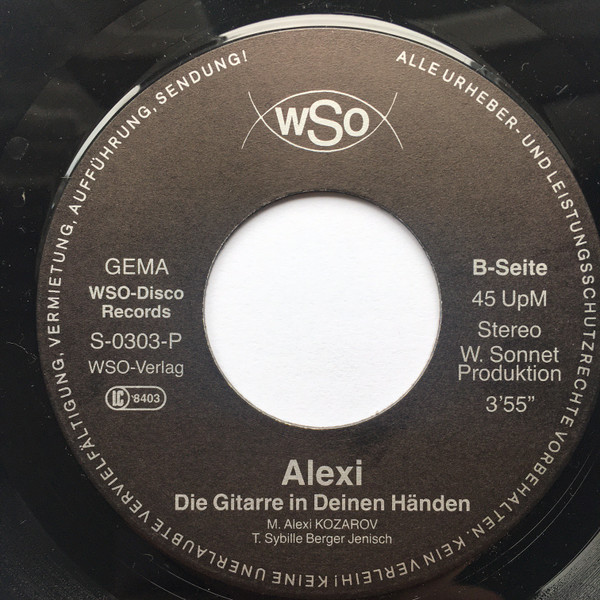 ALLE URHEBER- UND LEISTUNGSSCHUTZRECHTE VORBEHALTEN. KEIN VERLEIH! KEINE UNERLAUBTE VERVIELFÄLTIGUNG, VERMIETUNG, AUFFÜHRUNG, SENDUNG!
WSO
GEMA
WSO-Disco
Records
S-0303-P
WSO-Verlag
LC 8403
B-Seite
45 UpM
Stereo
W. Sonnet
Produktion
3’55”
Alexi
Die Gitarre in Deinen Händen
M. Alexi KOZAROV
T. Sybille Berger Jenisch